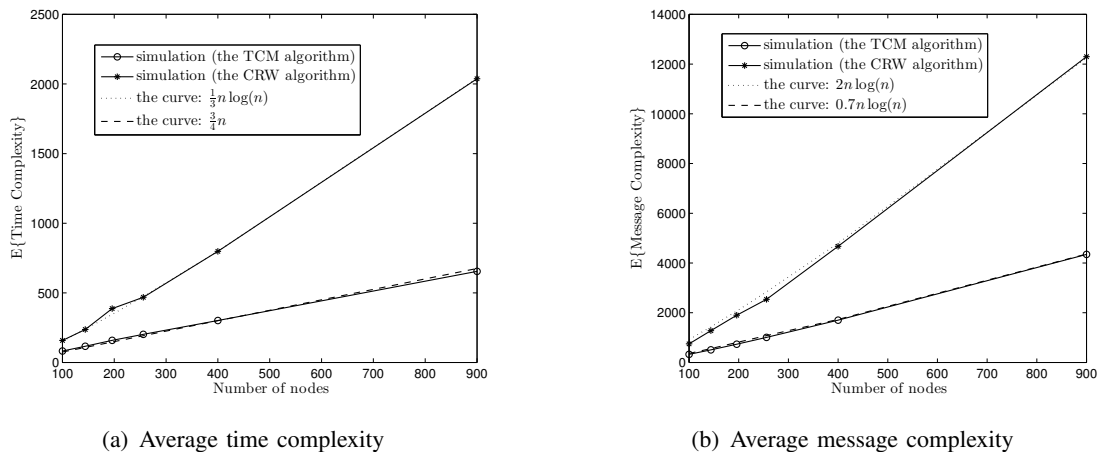 2500
2000
1500
1000
500
0
E{Time Complexity}
simulation (the TCM algorithm)
simulation (the CRW algorithm)
the curve: 1/3 n log(n)
the curve: 3/4 n
100 200 300 400 500 600 700 800 900
Number of nodes
(a) Average time complexity
14000
12000
10000
8000
6000
4000
2000
0
E{Message Complexity}
simulation (the TCM algorithm)
simulation (the CRW algorithm)
the curve: 2n log(n)
the curve: 0.7n log(n)
100 200 300 400 500 600 700 800 900
Number of nodes
(b) Average message complexity